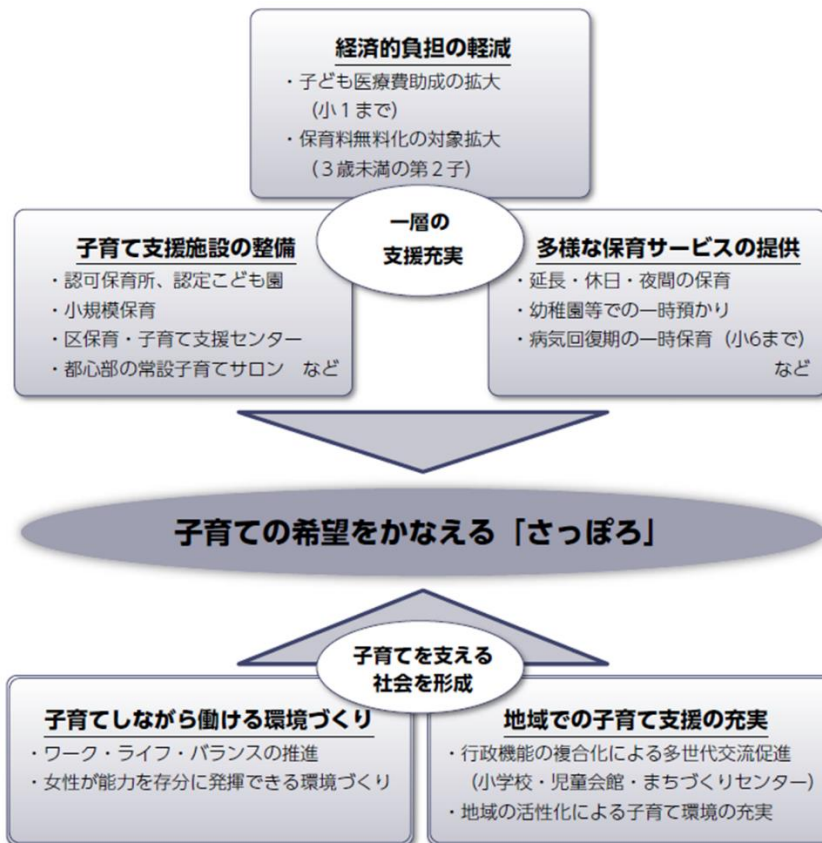 経済的負担の軽減
・子ども医療費助成の拡大
（小１まで）
・保育料無料化の対象拡大
（３歳未満の第２子）
一層の
支援充実
子育て支援施設の整備
・認可保育所、認定こども園
・小規模保育
・区保育・子育て支援センター
・都心部の常設子育てサロン　など
多様な保育サービスの提供
・延長・休日・夜間の保育
・幼稚園等での一時預かり
・病気回復期の一時保育（小6まで）
など
子育ての希望をかなえる「さっぽろ」
子育てを支える
社会を形成
子育てしながら働ける環境づくり
・ワーク・ライフ・バランスの推進
・女性が能力を存分に発揮できる環境づくり
地域での子育て支援の充実
・行政機能の複合化による多世代交流促進
（小学校・児童会館・まちづくりセンター）
・地域の活性化による子育て環境の充実